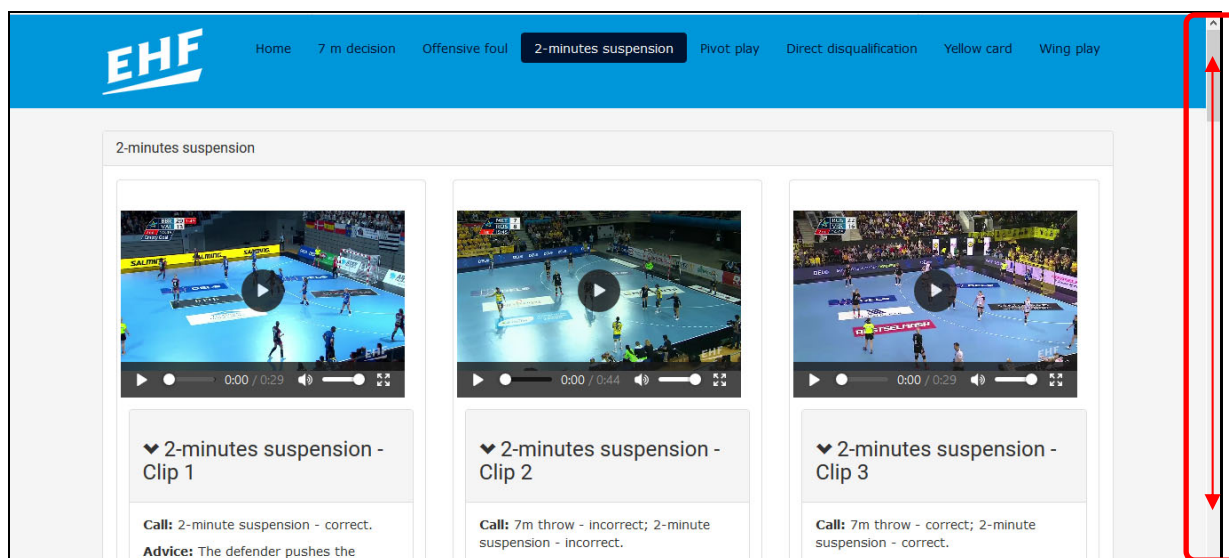 EHF
Home 7 m decision Offensive foul 2-minutes suspension Pivot play Direct disqualification Yellow card Wing play
2-minutes suspension
0:00 / 0:29
0:00 / 0:44
0:00 / 0:29
2-minutes suspension -
Clip 1
2-minutes suspension -
Clip 2
2-minutes suspension -
Clip 3
Call: 2-minute suspension - correct.
Advice: The defender pushes the
Call: 7m throw - incorrect; 2-minute
suspension - incorrect.
Call: 7m throw - correct; 2-minute
suspension - correct.